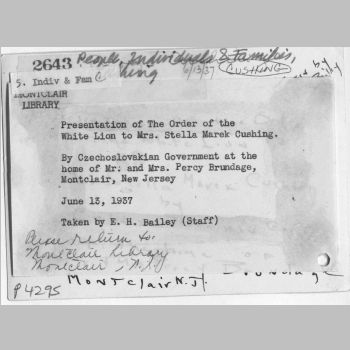 2643 People, Individuals & Families,
6/13/37 CUSHING
5. Indiv & Fam C
MONTCLAIR
LIBRARY
Presentation of The Order of the
White Lion to Mrs. Stella Marek Cushing.
By Czechoslovakian Government at the
home of Mr. and Mrs. Percy Brundage,
Montclair, New Jersey
June 13, 1937
Taken by E. H. Bailey (Staff)
Please return to:
Montclair Library
Montclair, N.J.
Montclair N.J.
P4295